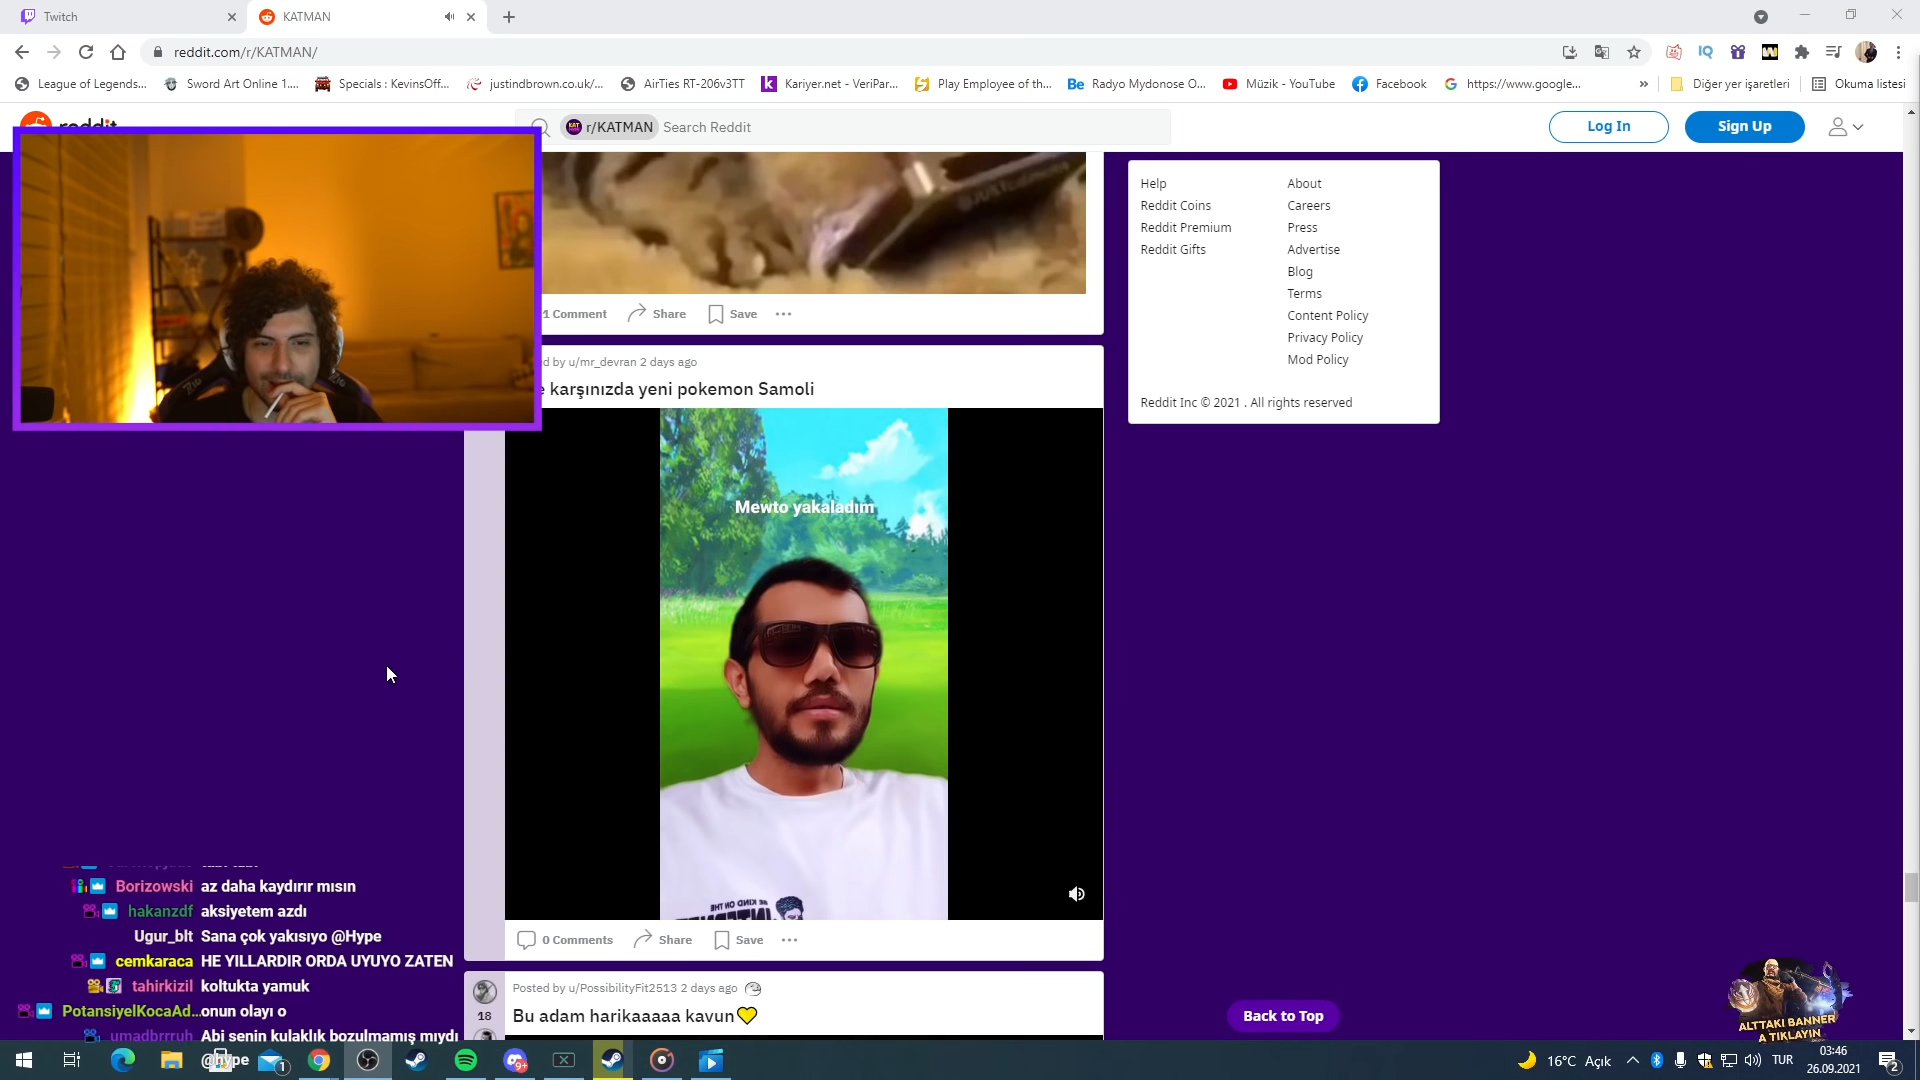 Twitch
KATMAN
reddit.com/r/KATMAN/
League of Legends...
Sword Art Online 1....
Specials : KevinsOff...
justindbrown.co.uk/...
AirTies RT-206v3TT
Kariyer.net - VeriPar...
Play Employee of th...
Radyo Mydonose O...
Müzik - YouTube
Facebook
https://www.google...
»
Diğer yer işaretleri
Okuma listesi
reddit
r/KATMAN
Search Reddit
Log In
Sign Up
Help
About
Reddit Coins
Careers
Reddit Premium
Press
Reddit Gifts
Advertise
Blog
Terms
Content Policy
Privacy Policy
Mod Policy
Reddit Inc © 2021 . All rights reserved
1 Comment
Share
Save
d by u/mr_devran 2 days ago
e karşınızda yeni pokemon Samoli
Mewto yakaladım
0 Comments
Share
Save
Posted by u/PossibilityFit2513 2 days ago
18
Bu adam harikaaaaa kavun💛
Back to Top
Borizowski az daha kaydırır mısın
hakanzdf aksiyetem azdı
Ugur_blt Sana çok yakısıyo @Hype
cemkaraca HE YILLARDIR ORDA UYUYO ZATEN
tahirkizil koltukta yamuk
PotansiyelKocaAd...onun olayı o
umadbrrruh Abi senin kulaklık bozulmamış mıydı
@hype
ALTTAKI BANNER
A TIKLAYIN
1
9+
16°C Açık
TUR
03:46
26.09.2021
2